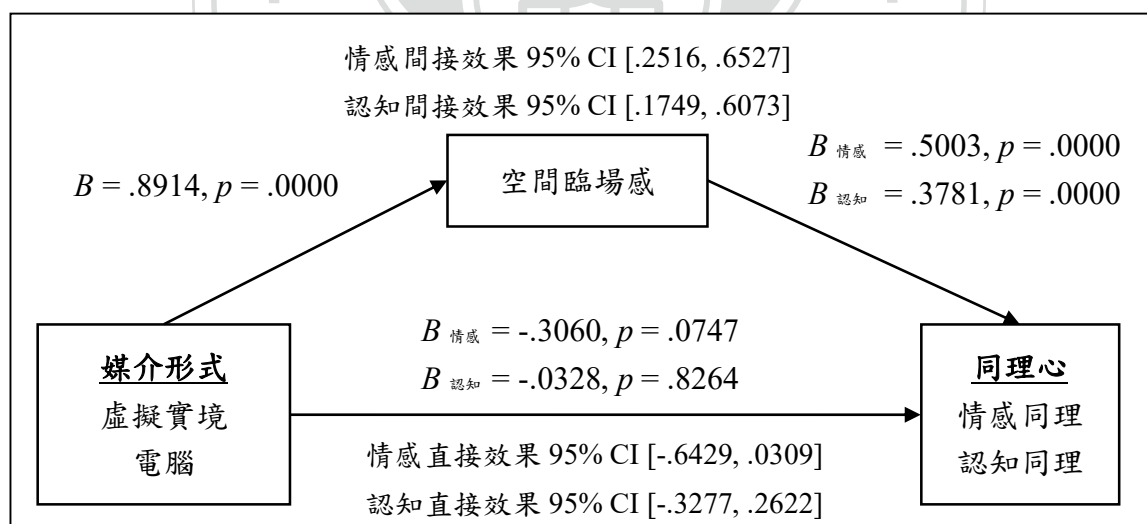 情感間接效果 95% CI [.2516, .6527]
認知間接效果 95% CI [.1749, .6073]
B = .8914, p = .0000
空間臨場感
B 情感 = .5003, p = .0000
B 認知 = .3781, p = .0000
媒介形式
虛擬實境
電腦
B 情感 = -.3060, p = .0747
B 認知 = -.0328, p = .8264
情感直接效果 95% CI [-.6429, .0309]
認知直接效果 95% CI [-.3277, .2622]
同理心
情感同理
認知同理